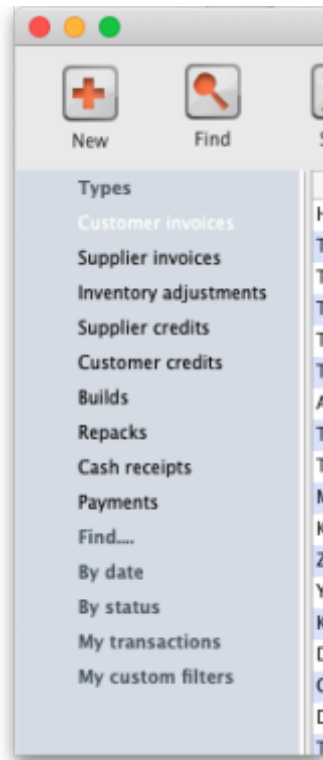 New
Find
Types
Customer invoices
Supplier invoices
Inventory adjustments
Supplier credits
Customer credits
Builds
Repacks
Cash receipts
Payments
Find....
By date
By status
My transactions
My custom filters